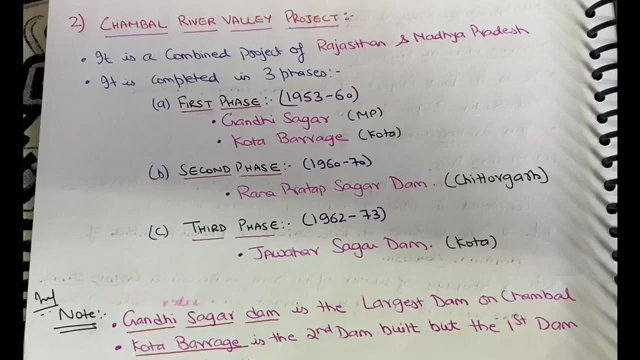 2) CHAMBAL RIVER VALLEY PROJECT:-
• It is a Combined Project of Rajasthan & Madhya Pradesh
• It is completed in 3 phases:-
(a) FIRST PHASE:- (1953-60)
• Gandhi Sagar (MP)
• Kota Barrage (Kota)
(b) SECOND PHASE:- (1960-70)
• Rana Pratap Sagar Dam (Chittorgarh)
(c) THIRD PHASE:- (1962-73)
• Jawahar Sagar Dam (Kota)
Note:- • Gandhi Sagar dam is the Largest Dam on Chambal
• Kota Barrage is the 2nd Dam built but the 1st Dam